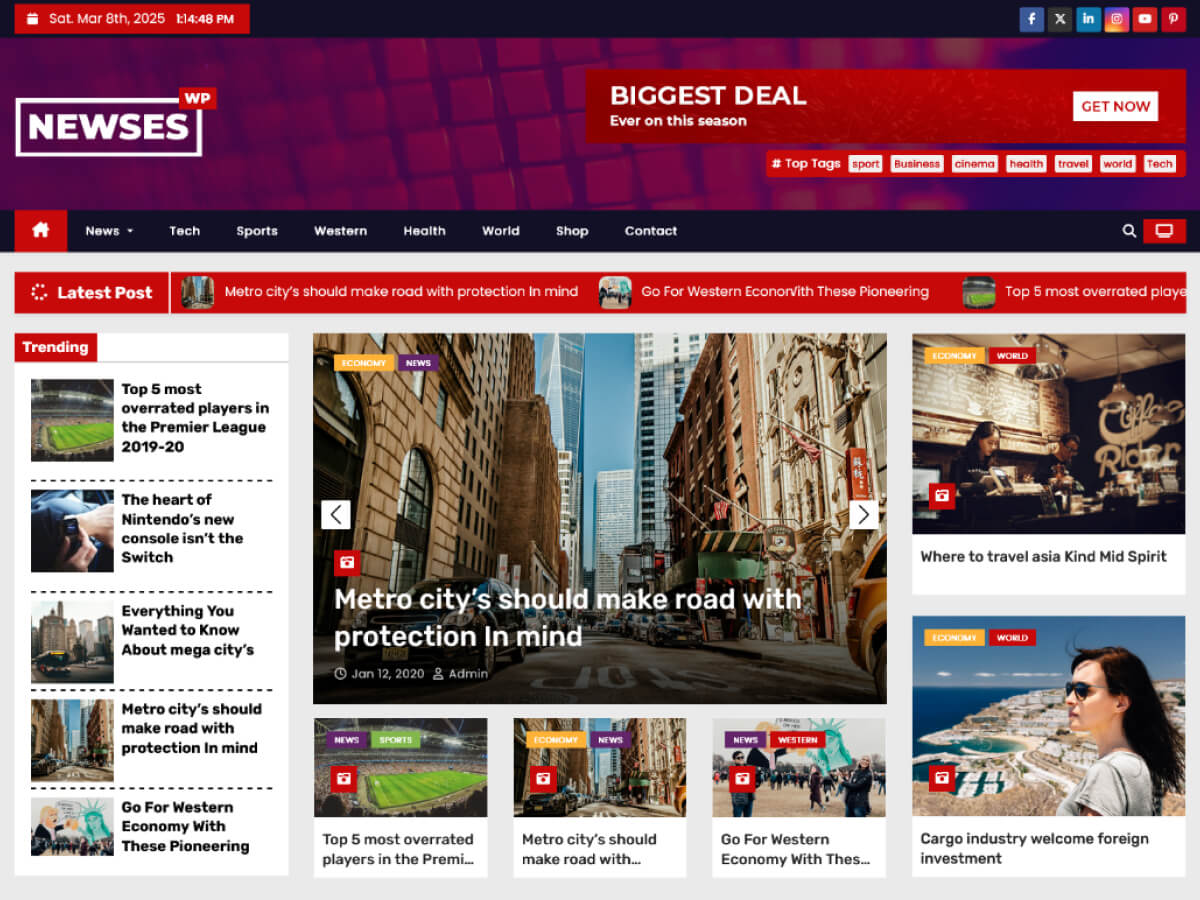 Sat. Mar 8th, 2025 1:14:48 PM
WP
NEWSES
BIGGEST DEAL
Ever on this season
GET NOW
# Top Tags sport Business cinema health travel world Tech
News Tech Sports Western Health World Shop Contact
Latest Post
Metro city's should make road with protection In mind
Go For Western Economy With These Pioneering
Top 5 most overrated playe
Trending
Top 5 most
overrated players in
the Premier League
2019-20
The heart of
Nintendo's new
console isn't the
Switch
Everything You
Wanted to Know
About mega city's
Metro city's should
make road with
protection In mind
Go For Western
Economy With
These Pioneering
ECONOMY NEWS
Metro city's should make road with
protection In mind
Jan 12, 2020 Admin
NEWS SPORTS
Top 5 most overrated
players in the Premi...
ECONOMY NEWS
Metro city's should
make road with...
NEWS WESTERN
Go For Western
Economy With Thes...
ECONOMY WORLD
Coffee
Rider
Where to travel asia Kind Mid Spirit
ECONOMY WORLD
Cargo industry welcome foreign
investment